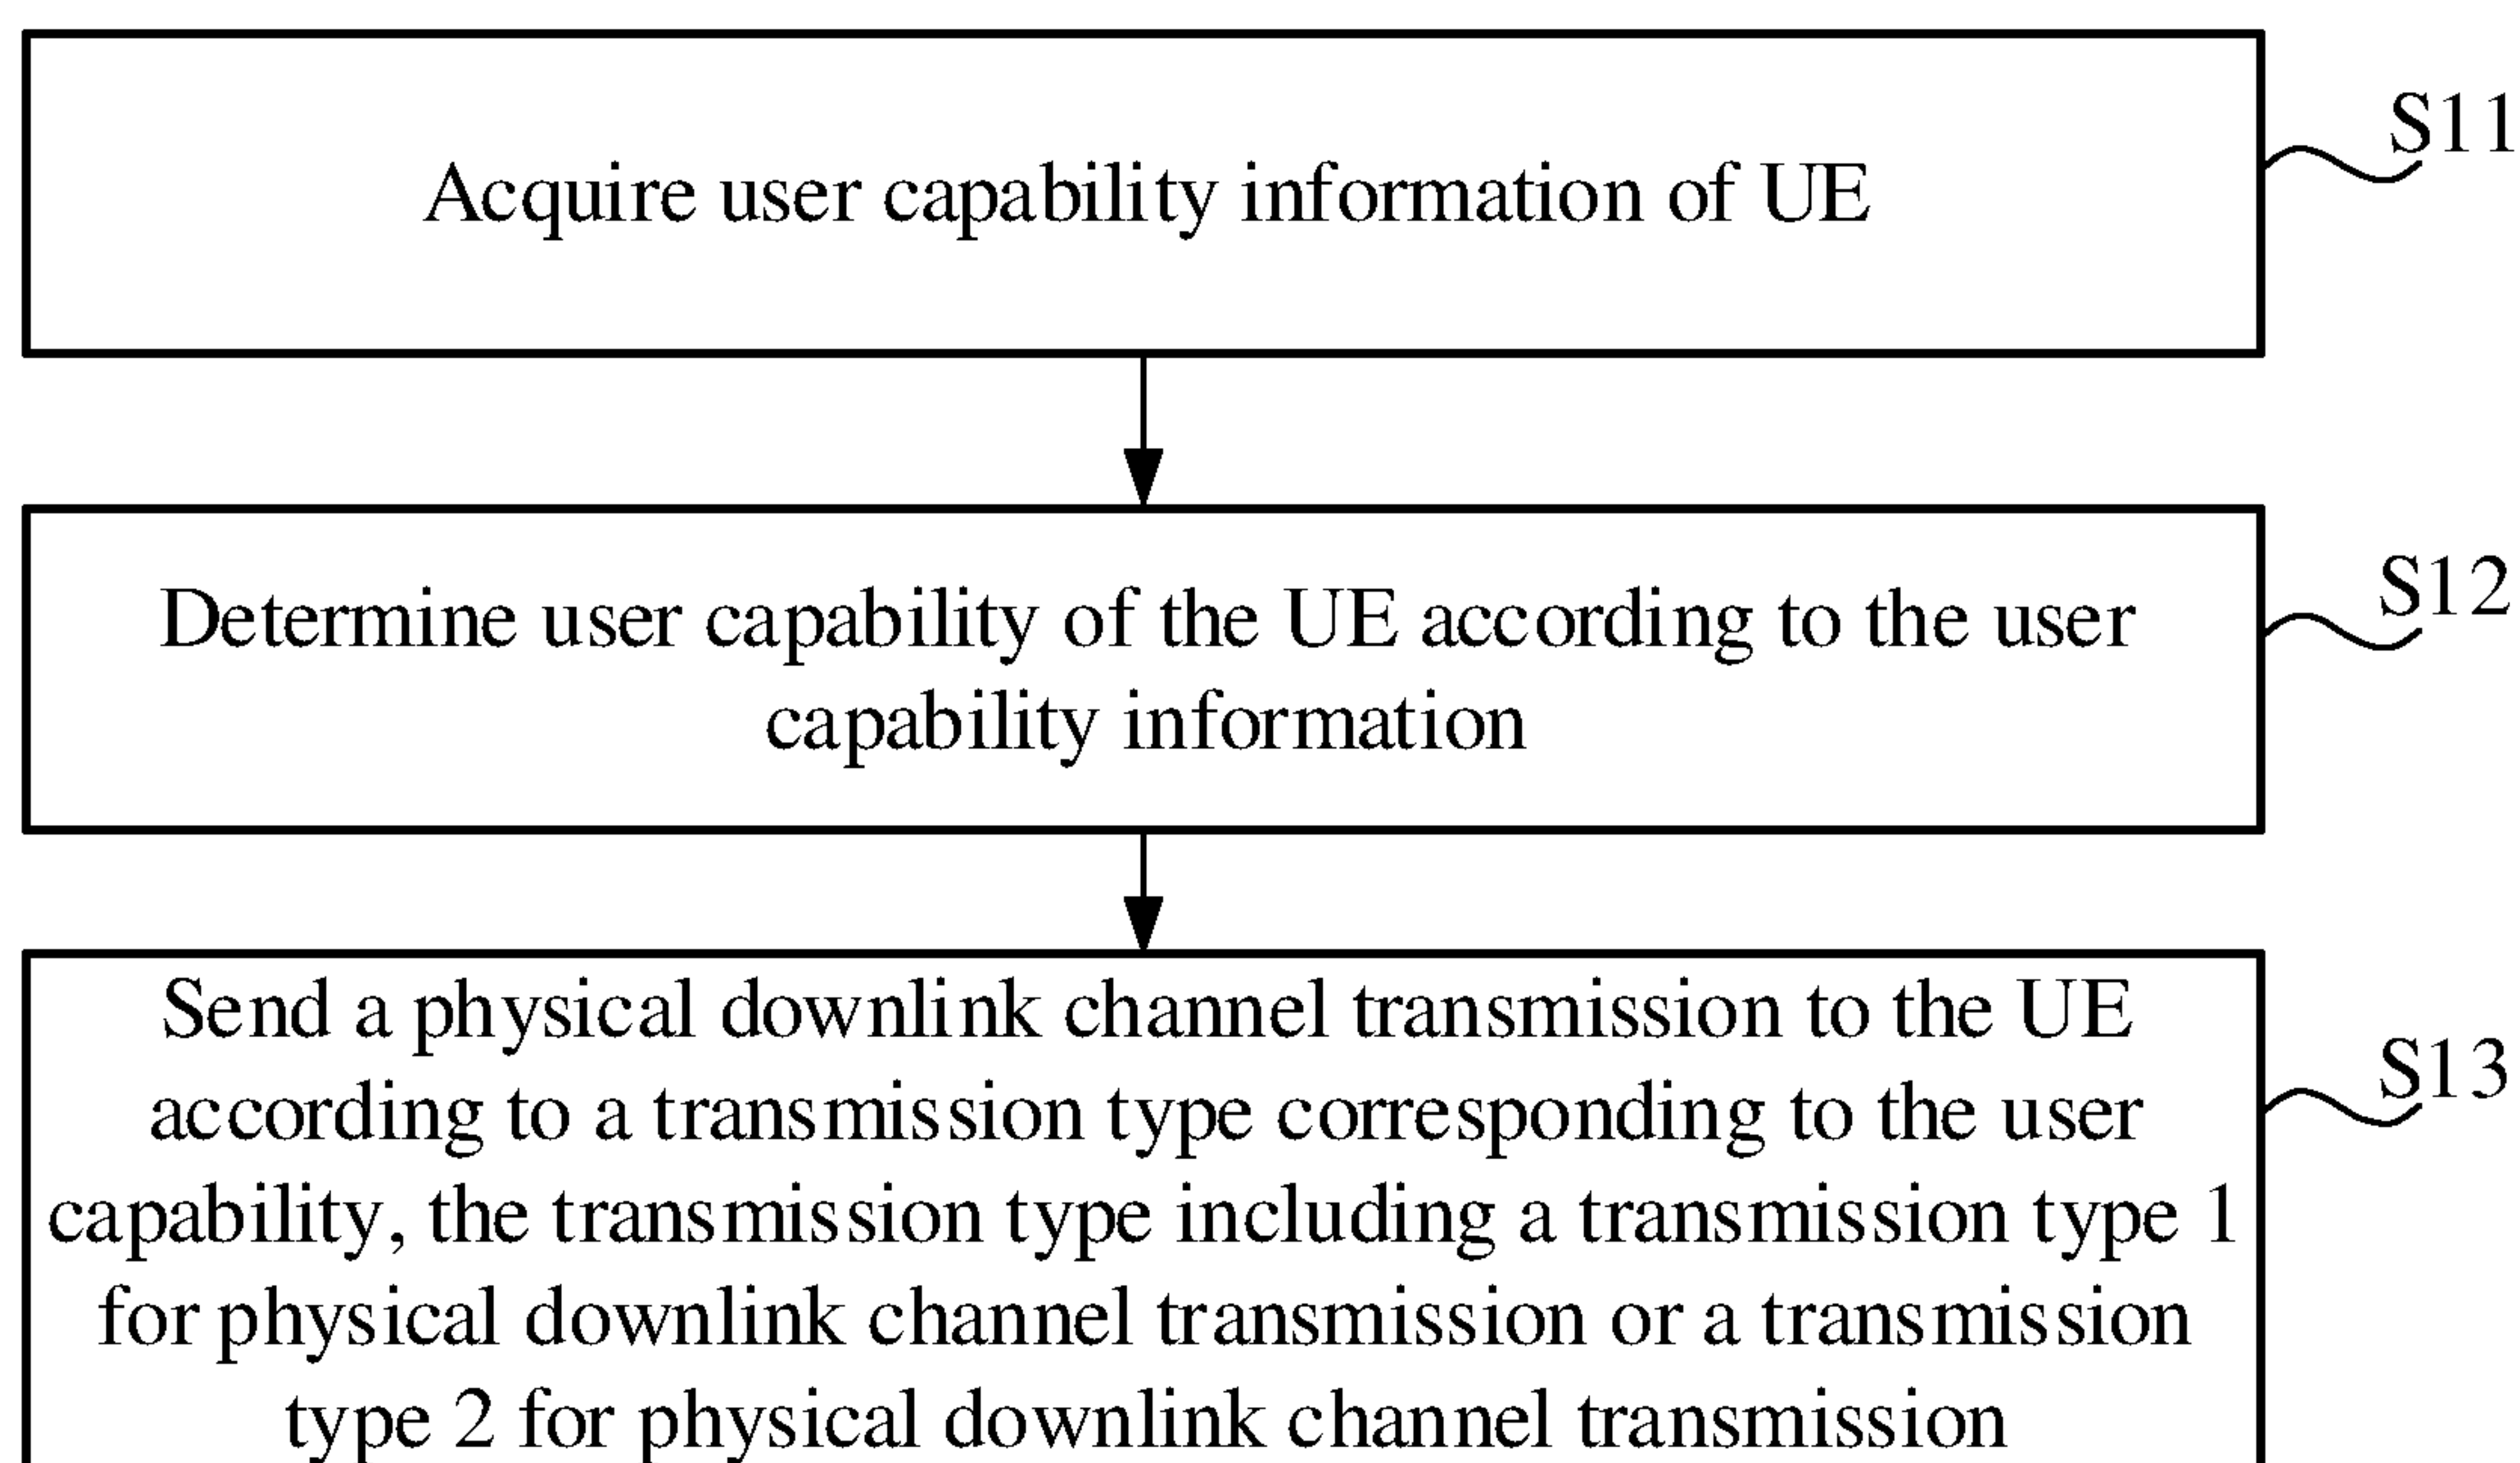 S11
Acquire user capability information of UE
S12
Determine user capability of the UE according to the user
capability information
Send a physical downlink channel transmission to the UE
S13
according to a transmission type corresponding to the user
capability, the transmission type including a transmission type 1
for physical downlink channel transmission or a transmission
type 2 for physical downlink channel transmission